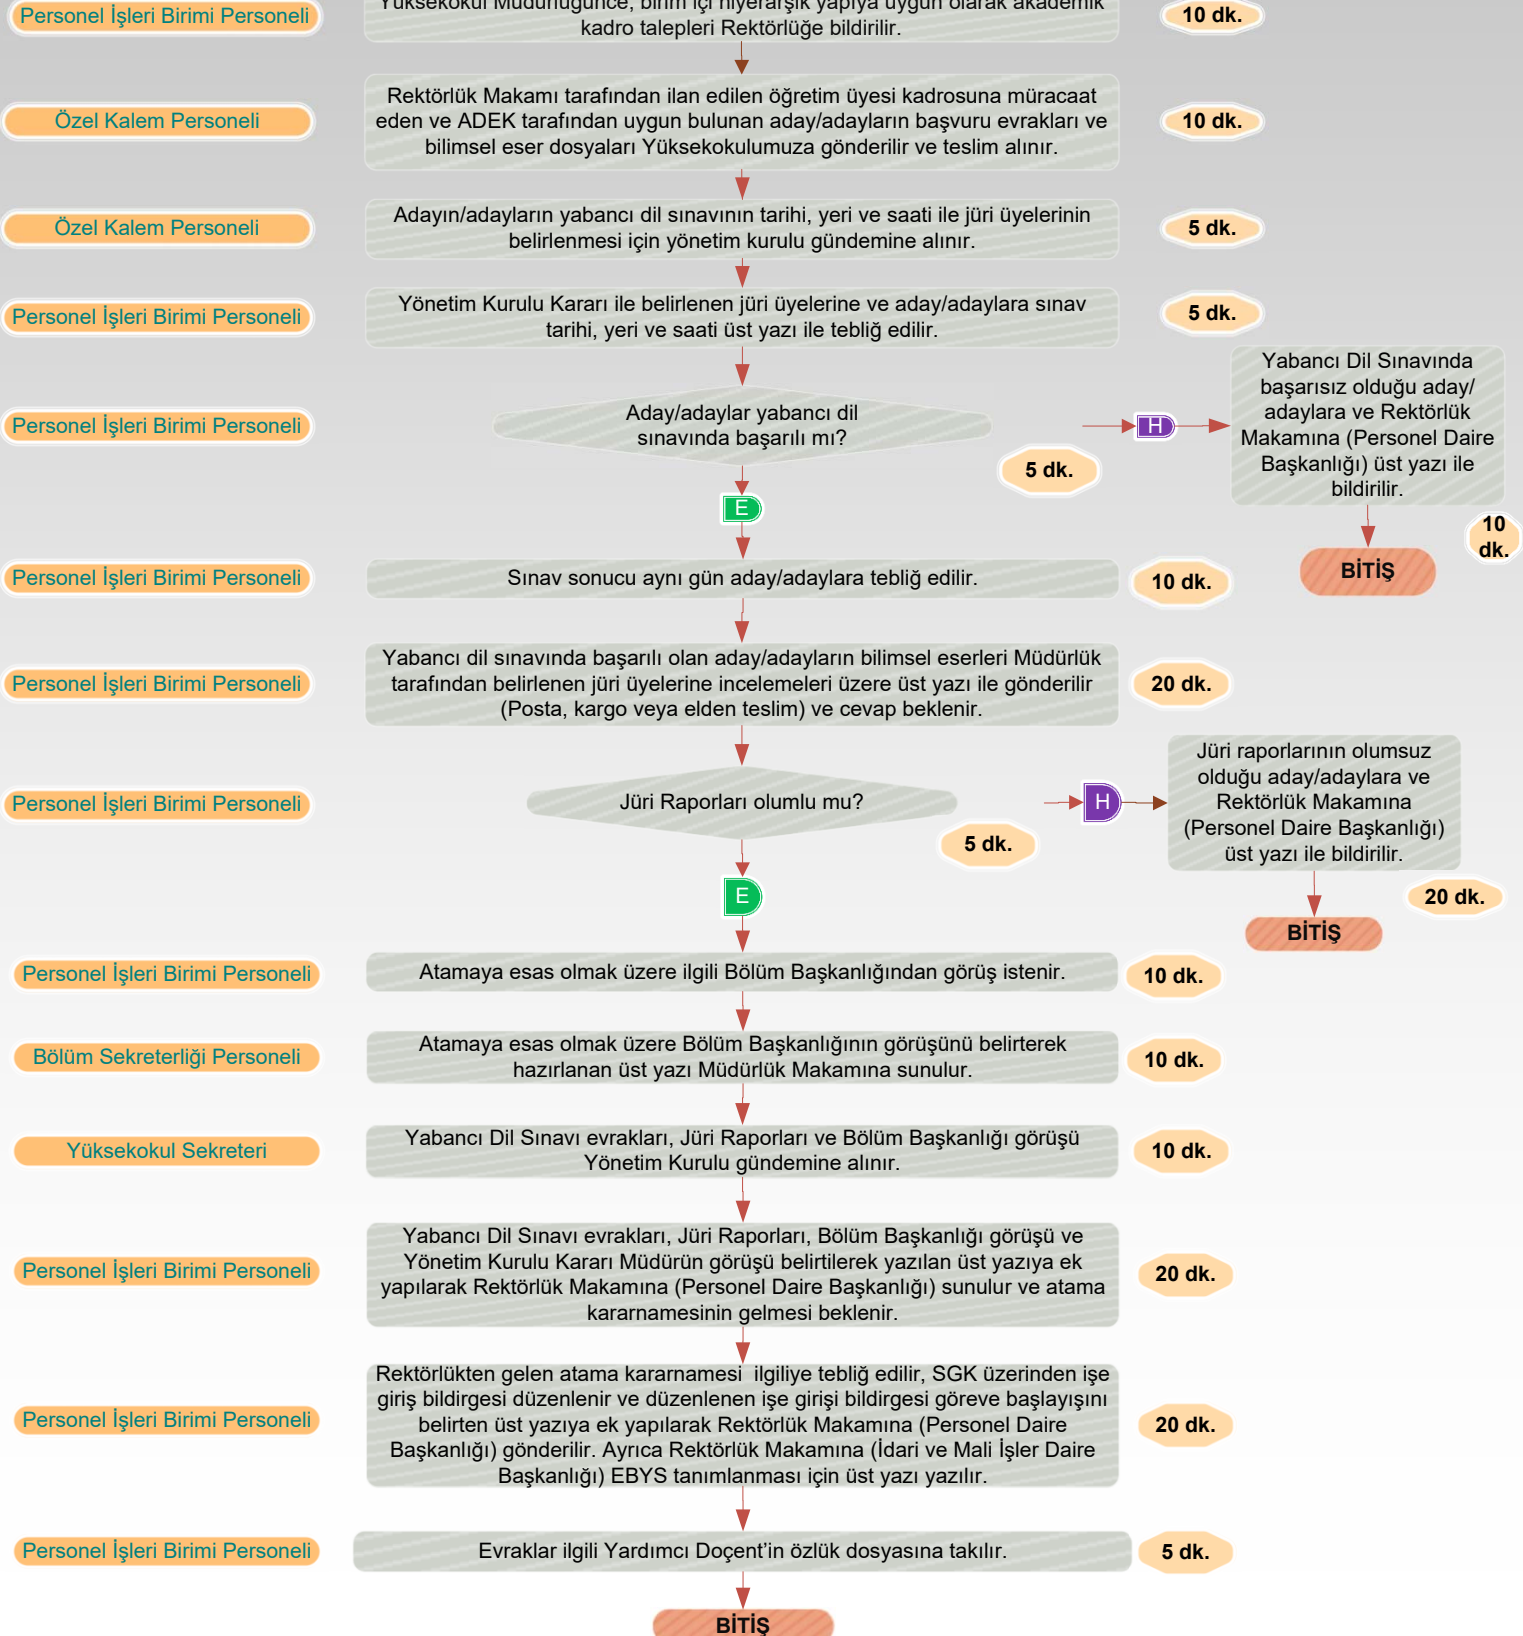 Personel İşleri Birimi Personeli
Yüksekokul Müdürlüğünce, birim içi hiyerarşik yapıya uygun olarak akademik
kadro talepleri Rektörlüğe bildirilir.
10 dk.
Özel Kalem Personeli
Rektörlük Makamı tarafından ilan edilen öğretim üyesi kadrosuna müracaat
eden ve ADEK tarafından uygun bulunan aday/adayların başvuru evrakları ve
bilimsel eser dosyaları Yüksekokulumuza gönderilir ve teslim alınır.
10 dk.
Özel Kalem Personeli
Adayın/adayların yabancı dil sınavının tarihi, yeri ve saati ile jüri üyelerinin
belirlenmesi için yönetim kurulu gündemine alınır.
5 dk.
Personel İşleri Birimi Personeli
Yönetim Kurulu Kararı ile belirlenen jüri üyelerine ve aday/adaylara sınav
tarihi, yeri ve saati üst yazı ile tebliğ edilir.
5 dk.
Personel İşleri Birimi Personeli
Aday/adaylar yabancı dil
sınavında başarılı mı?
5 dk.
H
Yabancı Dil Sınavında
başarısız olduğu aday/
adaylara ve Rektörlük
Makamına (Personel Daire
Başkanlığı) üst yazı ile
bildirilir.
10
dk.
BİTİŞ
E
Personel İşleri Birimi Personeli
Sınav sonucu aynı gün aday/adaylara tebliğ edilir.
10 dk.
Personel İşleri Birimi Personeli
Yabancı dil sınavında başarılı olan aday/adayların bilimsel eserleri Müdürlük
tarafından belirlenen jüri üyelerine incelemeleri üzere üst yazı ile gönderilir
(Posta, kargo veya elden teslim) ve cevap beklenir.
20 dk.
Personel İşleri Birimi Personeli
Jüri Raporları olumlu mu?
5 dk.
H
Jüri raporlarının olumsuz
olduğu aday/adaylara ve
Rektörlük Makamına
(Personel Daire Başkanlığı)
üst yazı ile bildirilir.
20 dk.
BİTİŞ
E
Personel İşleri Birimi Personeli
Atamaya esas olmak üzere ilgili Bölüm Başkanlığından görüş istenir.
10 dk.
Bölüm Sekreterliği Personeli
Atamaya esas olmak üzere Bölüm Başkanlığının görüşünü belirterek
hazırlanan üst yazı Müdürlük Makamına sunulur.
10 dk.
Yüksekokul Sekreteri
Yabancı Dil Sınavı evrakları, Jüri Raporları ve Bölüm Başkanlığı görüşü
Yönetim Kurulu gündemine alınır.
10 dk.
Personel İşleri Birimi Personeli
Yabancı Dil Sınavı evrakları, Jüri Raporları, Bölüm Başkanlığı görüşü ve
Yönetim Kurulu Kararı Müdürün görüşü belirtilerek yazılan üst yazıya ek
yapılarak Rektörlük Makamına (Personel Daire Başkanlığı) sunulur ve atama
kararnamesinin gelmesi beklenir.
20 dk.
Personel İşleri Birimi Personeli
Rektörlükten gelen atama kararnamesi  ilgiliye tebliğ edilir, SGK üzerinden işe
giriş bildirgesi düzenlenir ve düzenlenen işe girişi bildirgesi göreve başlayışını
belirten üst yazıya ek yapılarak Rektörlük Makamına (Personel Daire
Başkanlığı) gönderilir. Ayrıca Rektörlük Makamına (İdari ve Mali İşler Daire
Başkanlığı) EBYS tanımlanması için üst yazı yazılır.
20 dk.
Personel İşleri Birimi Personeli
Evraklar ilgili Yardımcı Doçent’in özlük dosyasına takılır.
5 dk.
BİTİŞ